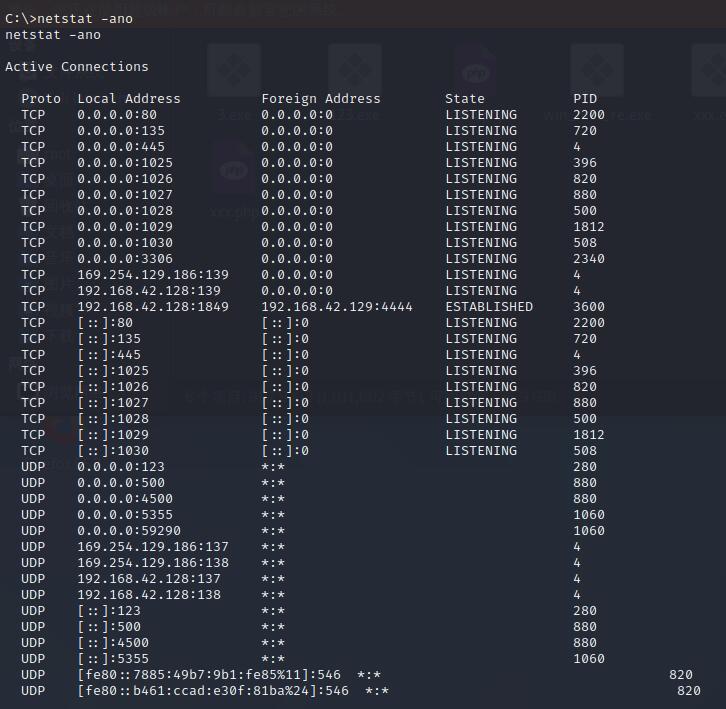 C:\>netstat -ano
netstat -ano
Active Connections
Proto Local Address Foreign Address State PID
TCP 0.0.0.0:80 0.0.0.0:0 LISTENING 2200
TCP 0.0.0.0:135 0.0.0.0:0 LISTENING 720
TCP 0.0.0.0:445 0.0.0.0:0 LISTENING 4
TCP 0.0.0.0:1025 0.0.0.0:0 LISTENING 396
TCP 0.0.0.0:1026 0.0.0.0:0 LISTENING 820
TCP 0.0.0.0:1027 0.0.0.0:0 LISTENING 880
TCP 0.0.0.0:1028 0.0.0.0:0 LISTENING 500
TCP 0.0.0.0:1029 0.0.0.0:0 LISTENING 1812
TCP 0.0.0.0:1030 0.0.0.0:0 LISTENING 508
TCP 0.0.0.0:3306 0.0.0.0:0 LISTENING 2340
TCP 169.254.129.186:139 0.0.0.0:0 LISTENING 4
TCP 192.168.42.128:139 0.0.0.0:0 LISTENING 4
TCP 192.168.42.128:1849 192.168.42.129:4444 ESTABLISHED 3600
TCP [::]:80 [::]:0 LISTENING 2200
TCP [::]:135 [::]:0 LISTENING 720
TCP [::]:445 [::]:0 LISTENING 4
TCP [::]:1025 [::]:0 LISTENING 396
TCP [::]:1026 [::]:0 LISTENING 820
TCP [::]:1027 [::]:0 LISTENING 880
TCP [::]:1028 [::]:0 LISTENING 500
TCP [::]:1029 [::]:0 LISTENING 1812
TCP [::]:1030 [::]:0 LISTENING 508
UDP 0.0.0.0:123 *:* 280
UDP 0.0.0.0:500 *:* 880
UDP 0.0.0.0:4500 *:* 880
UDP 0.0.0.0:5355 *:* 1060
UDP 0.0.0.0:59290 *:* 1060
UDP 169.254.129.186:137 *:* 4
UDP 169.254.129.186:138 *:* 4
UDP 192.168.42.128:137 *:* 4
UDP 192.168.42.128:138 *:* 4
UDP [::]:123 *:* 280
UDP [::]:500 *:* 880
UDP [::]:4500 *:* 880
UDP [::]:5355 *:* 1060
UDP [fe80::7885:49b7:9b1:fe85%11]:546 *:* 820
UDP [fe80::b461:ccad:e30f:81ba%24]:546 *:* 820
3.exe
php
xxx.php
php